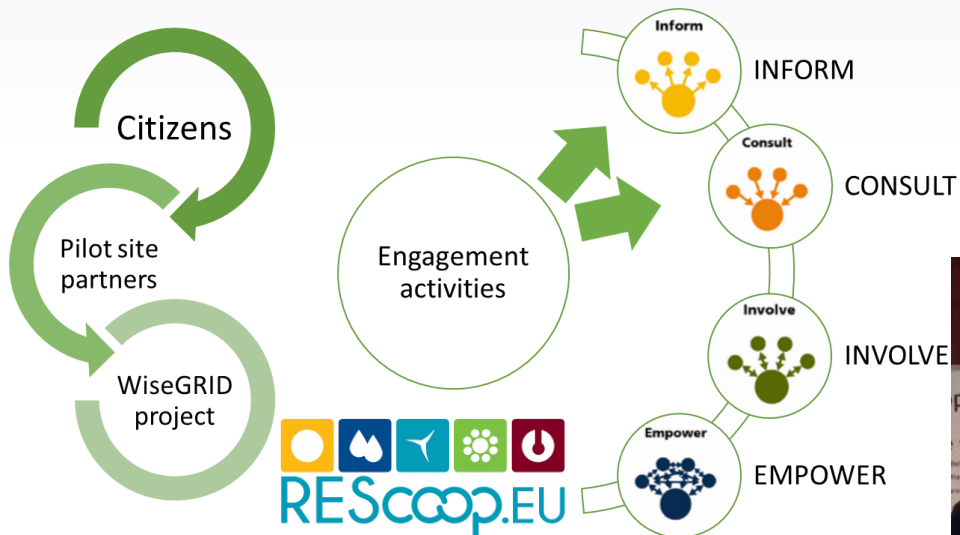 Citizens
Pilot site
partners
WiseGRID
project
Engagement
activities
REScoop.EU
Inform
INFORM
Consult
CONSULT
Involve
INVOLVE
Empower
EMPOWER